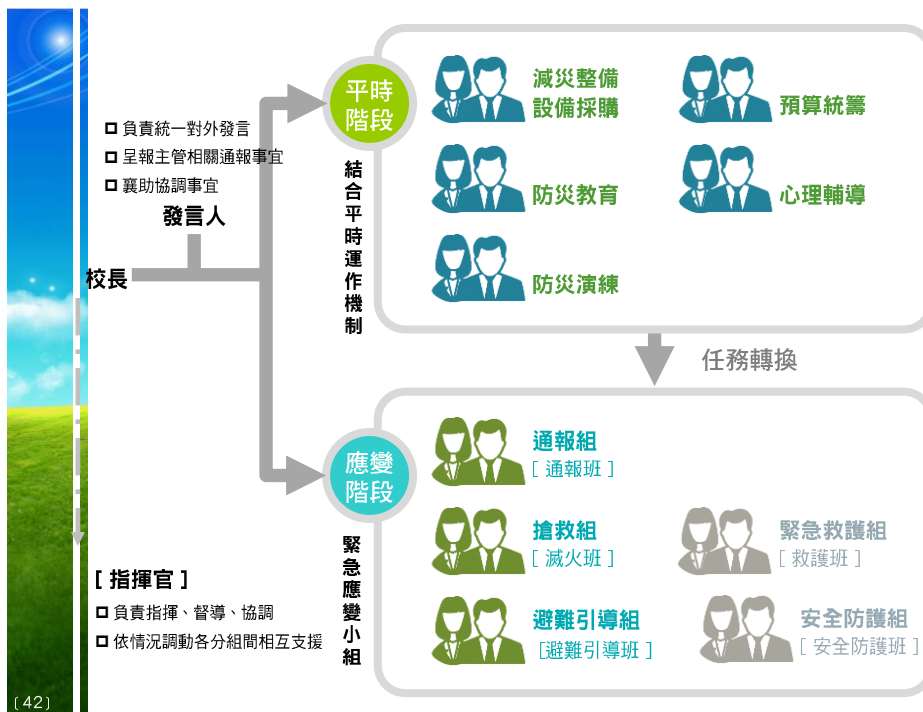 平時
階段
結合平時運作機制
減災整備
設備採購
預算統籌
防災教育
心理輔導
防災演練
負責統一對外發言
呈報主管相關通報事宜
襄助協調事宜
發言人
校長
任務轉換
應變
階段
緊急應變小組
通報組
[ 通報班 ]
搶救組
[ 滅火班 ]
緊急救護組
[ 救護班 ]
避難引導組
[避難引導班 ]
安全防護組
[ 安全防護班 ]
[ 指揮官 ]
負責指揮、督導、協調
依情況調動各分組間相互支援
[42]